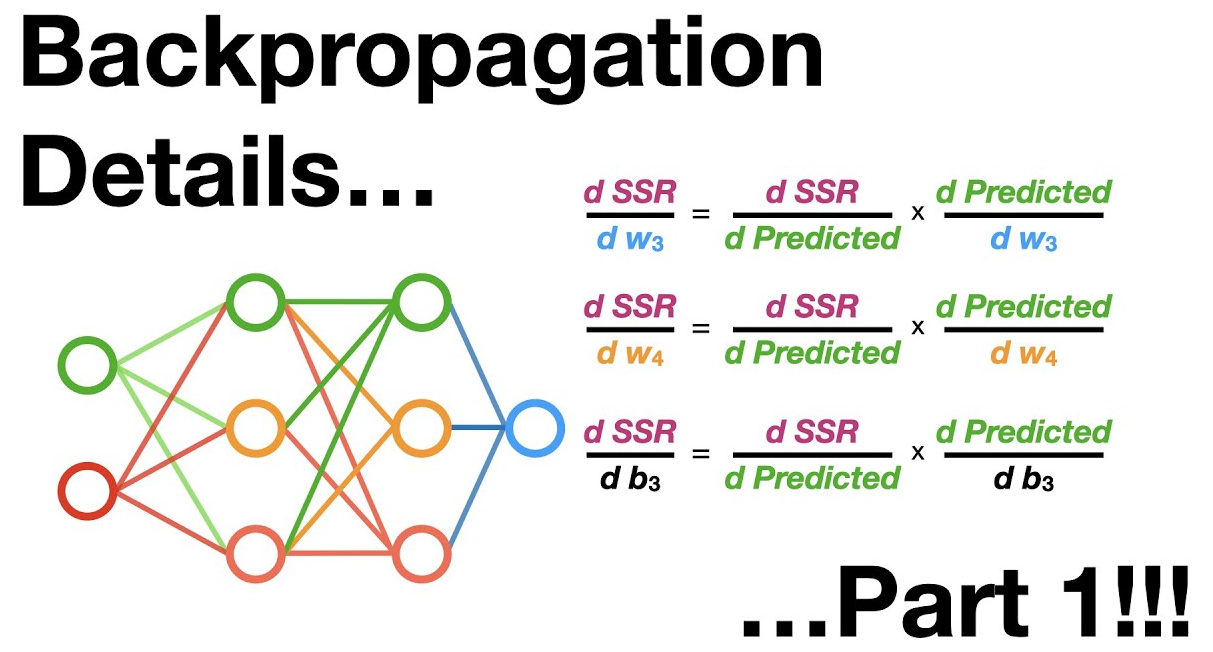 Backpropagation
Details...
d SSR / d w₃ = d SSR / d Predicted x d Predicted / d w₃
d SSR / d w₄ = d SSR / d Predicted x d Predicted / d w₄
d SSR / d b₃ = d SSR / d Predicted x d Predicted / d b₃
...Part 1!!!